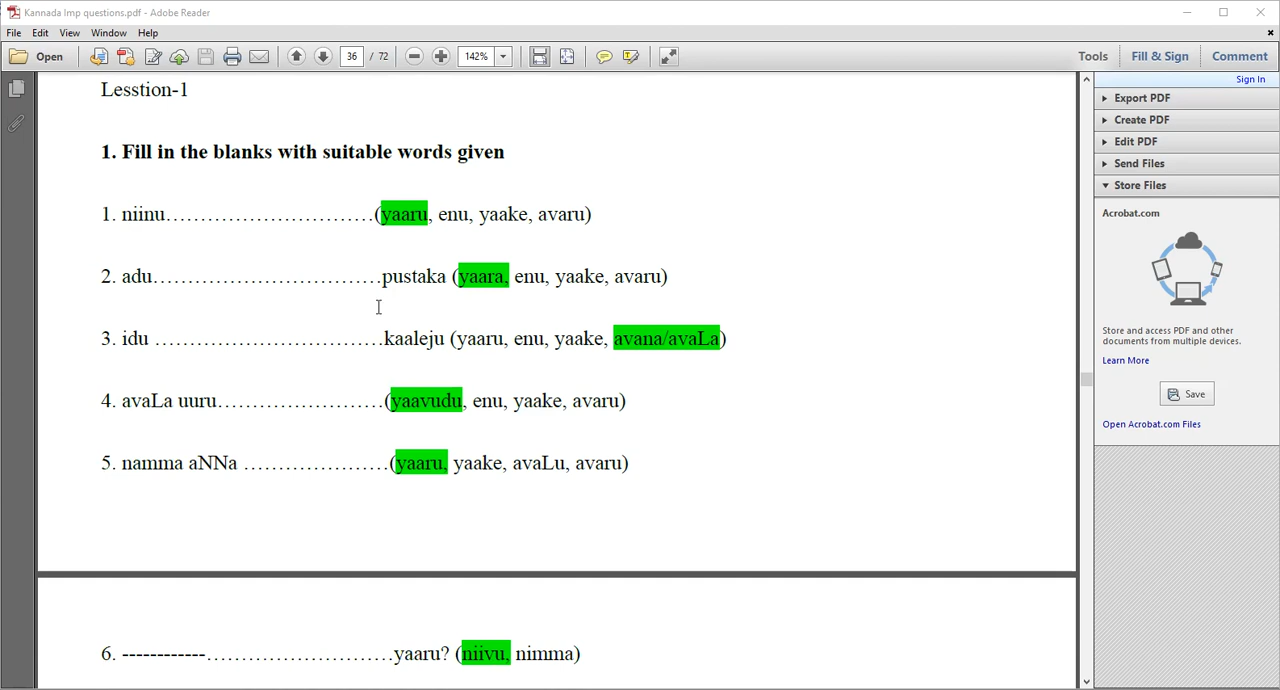 Kannada Imp questions.pdf - Adobe Reader
File Edit View Window Help
Open 36 / 72 142% Tools Fill & Sign Comment
Sign In
Export PDF
Create PDF
Edit PDF
Send Files
Store Files
Acrobat.com
Store and access PDF and other
documents from multiple devices.
Learn More
Save
Open Acrobat.com Files
Lesstion-1
1. Fill in the blanks with suitable words given
1. niinu..............................(yaaru, enu, yaake, avaru)
2. adu.................................pustaka (yaara, enu, yaake, avaru)
3. idu .................................kaaleju (yaaru, enu, yaake, avana/avaLa)
4. avaLa uuru........................(yaavudu, enu, yaake, avaru)
5. namma aNNa .....................(yaaru, yaake, avaLu, avaru)
6. ------------...........................yaaru? (niivu, nimma)